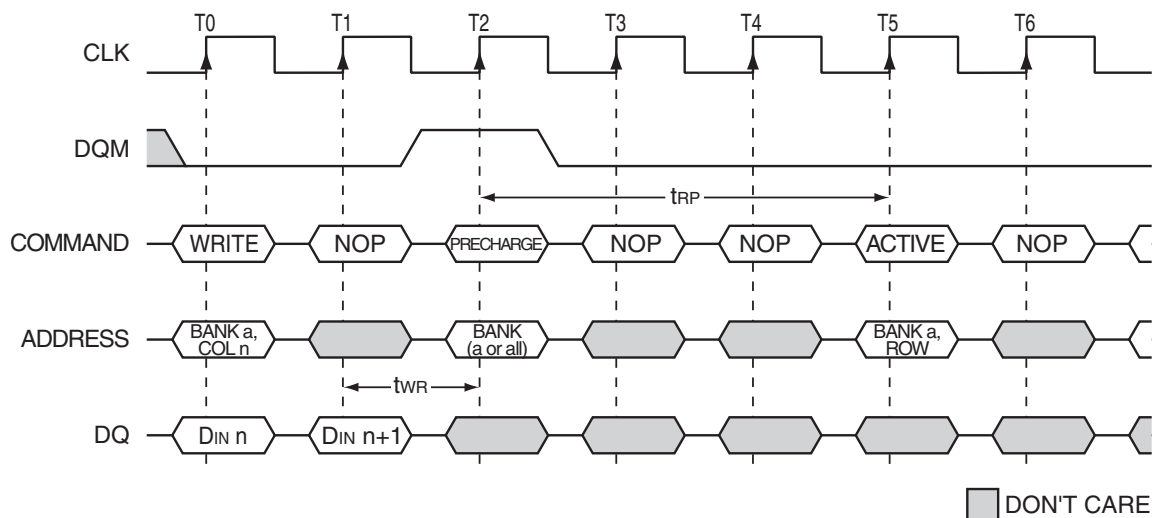 T0 T1 T2 T3 T4 T5 T6
CLK
DQM
tRP
COMMAND WRITE NOP PRECHARGE NOP NOP ACTIVE NOP
ADDRESS BANK a, COL n BANK (a or all) BANK a, ROW
tWR
DQ DIN n DIN n+1
DON'T CARE